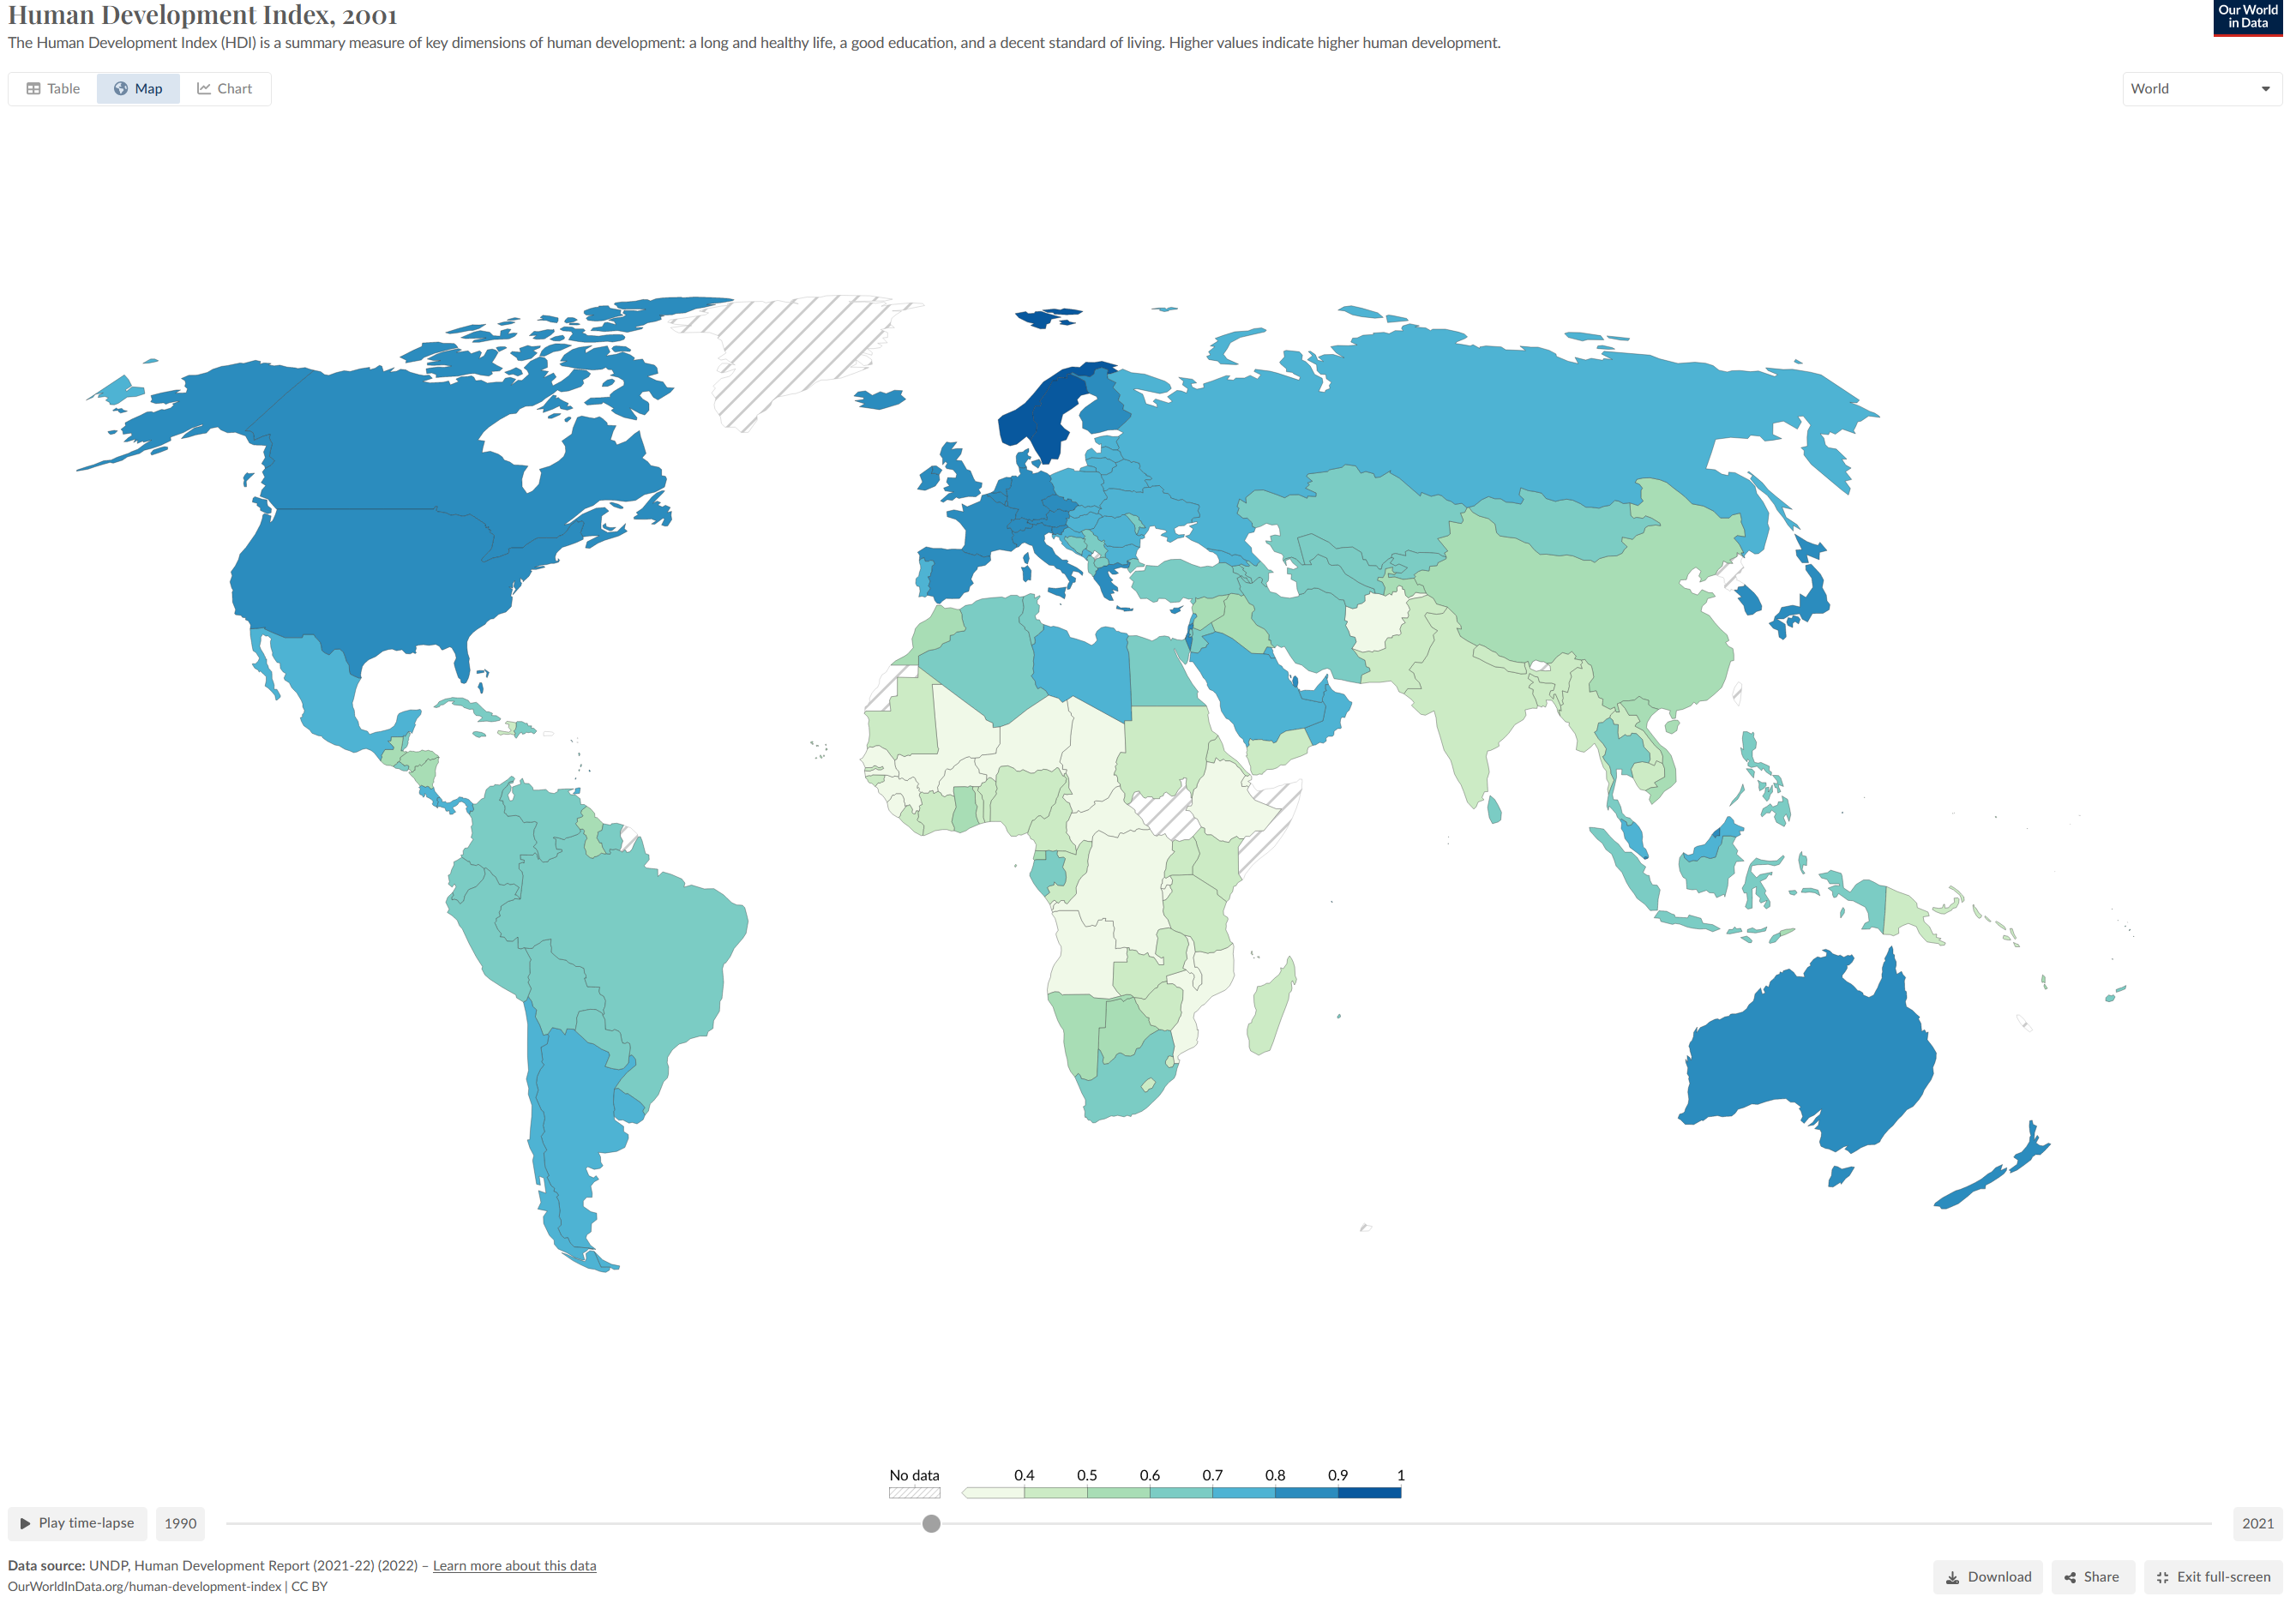 Human Development Index, 2001
Our World
in Data
The Human Development Index (HDI) is a summary measure of key dimensions of human development: a long and healthy life, a good education, and a decent standard of living. Higher values indicate higher human development.
Table Map Chart
World
No data 0.4 0.5 0.6 0.7 0.8 0.9 1
Play time-lapse 1990 2021
Data source: UNDP, Human Development Report (2021-22) (2022) – Learn more about this data
OurWorldInData.org/human-development-index | CC BY
Download Share Exit full-screen